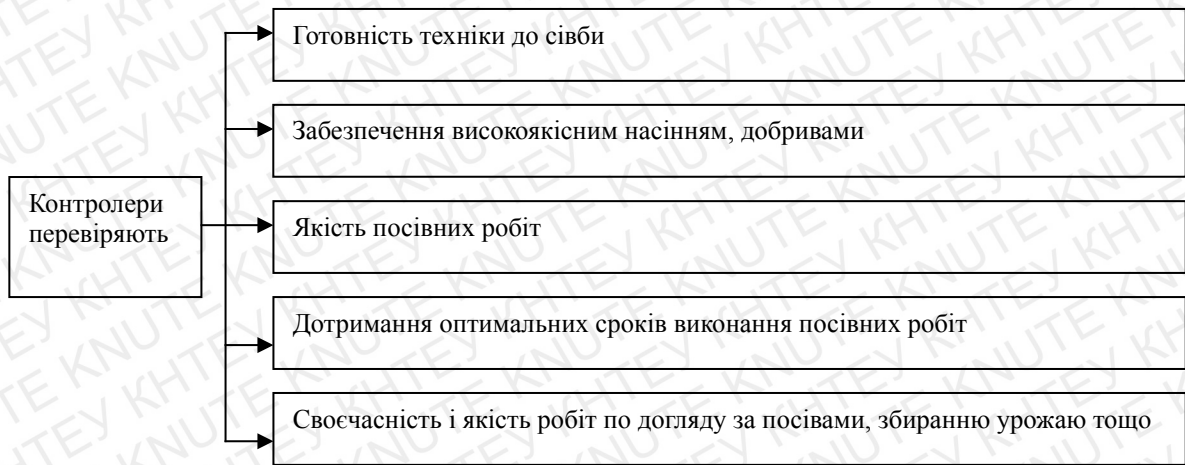 Готовність техніки до сівби
Забезпечення високоякісним насінням, добривами
Контролери
перевіряють
Якість посівних робіт
Дотримання оптимальних сроків виконання посівних робіт
Своєчасність і якість робіт по догляду за посівами, збиранню урожаю тощо